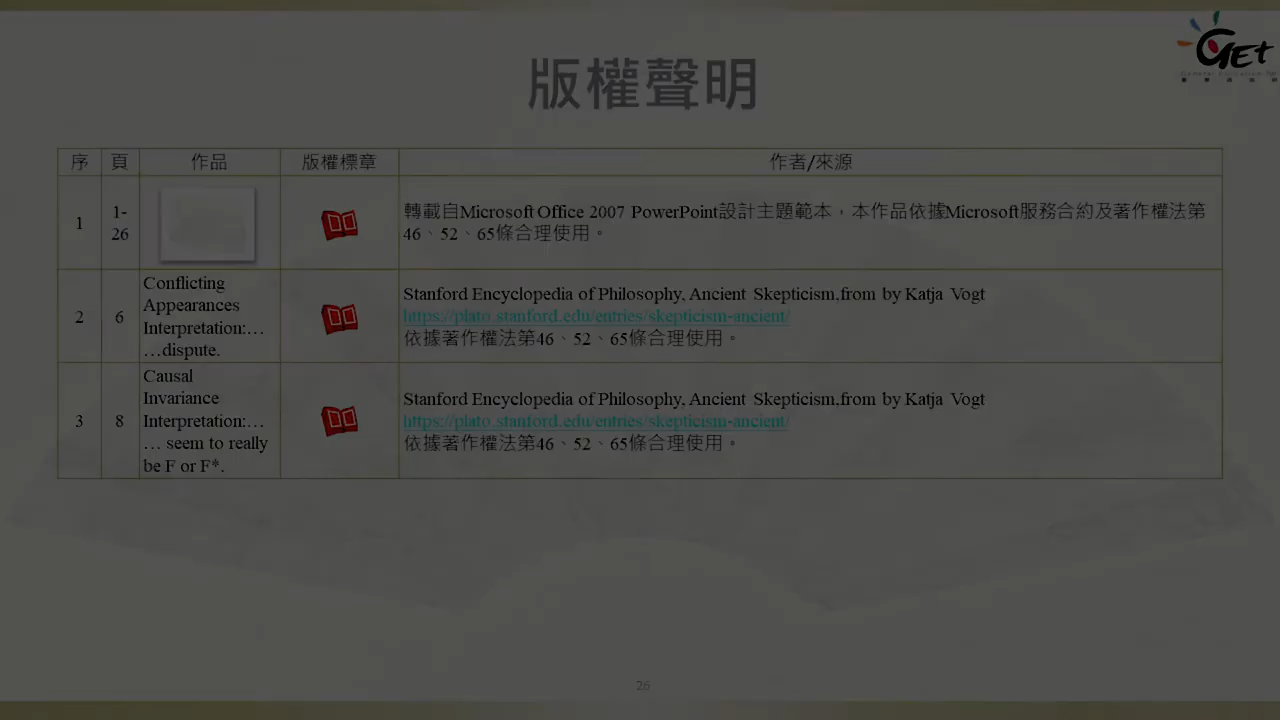 GET
版權聲明
序 頁 作品 版權標章 作者/來源
1
1-
26
轉載自Microsoft Office 2007 PowerPoint設計主題範本，本作品依據Microsoft服務合約及著作權法第
46、52、65條合理使用。
2
6
Conflicting
Appearances
Interpretation:…
…dispute.
Stanford Encyclopedia of Philosophy, Ancient Skepticism,from by Katja Vogt
https://plato.stanford.edu/entries/skepticism-ancient/
依據著作權法第46、52、65條合理使用。
3
8
Causal
Invariance
Interpretation:…
… seem to really
be F or F*.
Stanford Encyclopedia of Philosophy, Ancient Skepticism,from by Katja Vogt
https://plato.stanford.edu/entries/skepticism-ancient/
依據著作權法第46、52、65條合理使用。
26